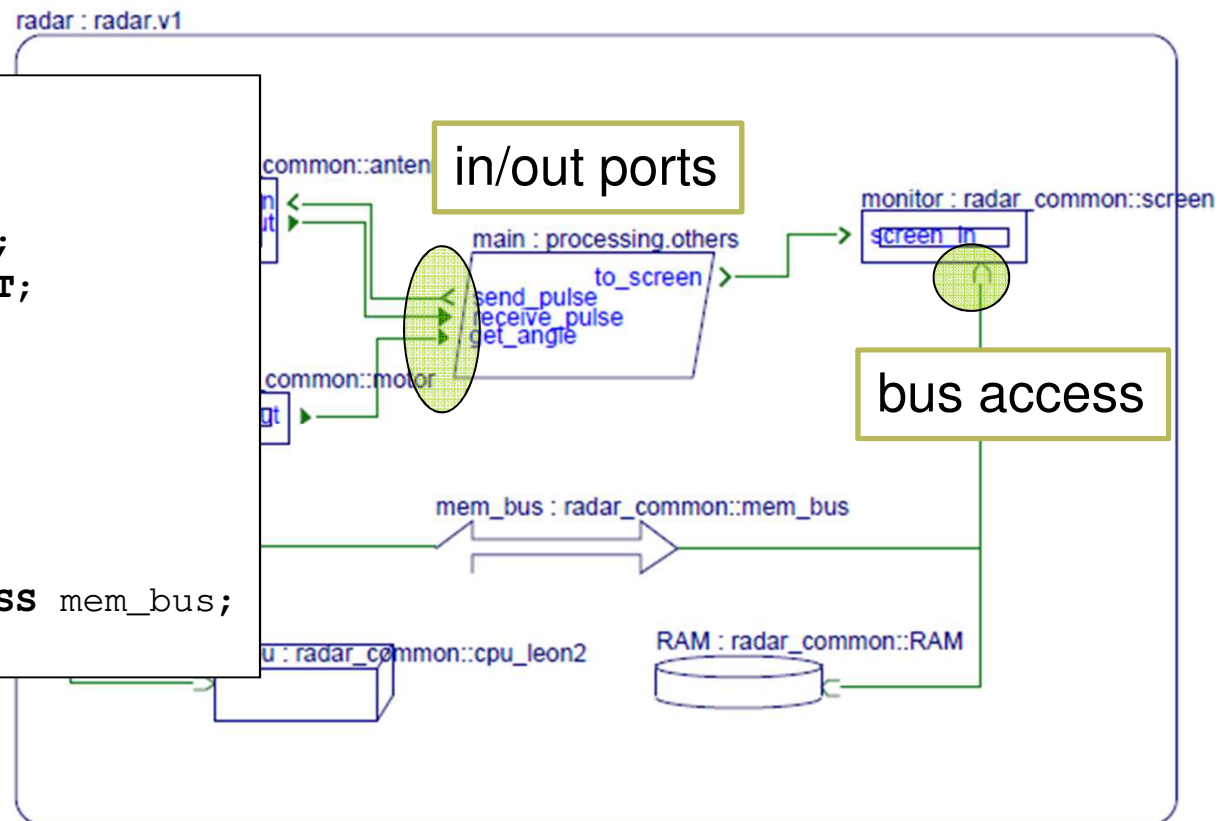 radar : radar.v1
;
T;
SS mem_bus;
common::anten
in/out ports
monitor : radar_common::screen
screen_in
main : processing.others
to_screen
send_pulse
receive_pulse
get_angle
common::motor
bus access
mem_bus : radar_common::mem_bus
u : radar_common::cpu_leon2
RAM : radar_common::RAM